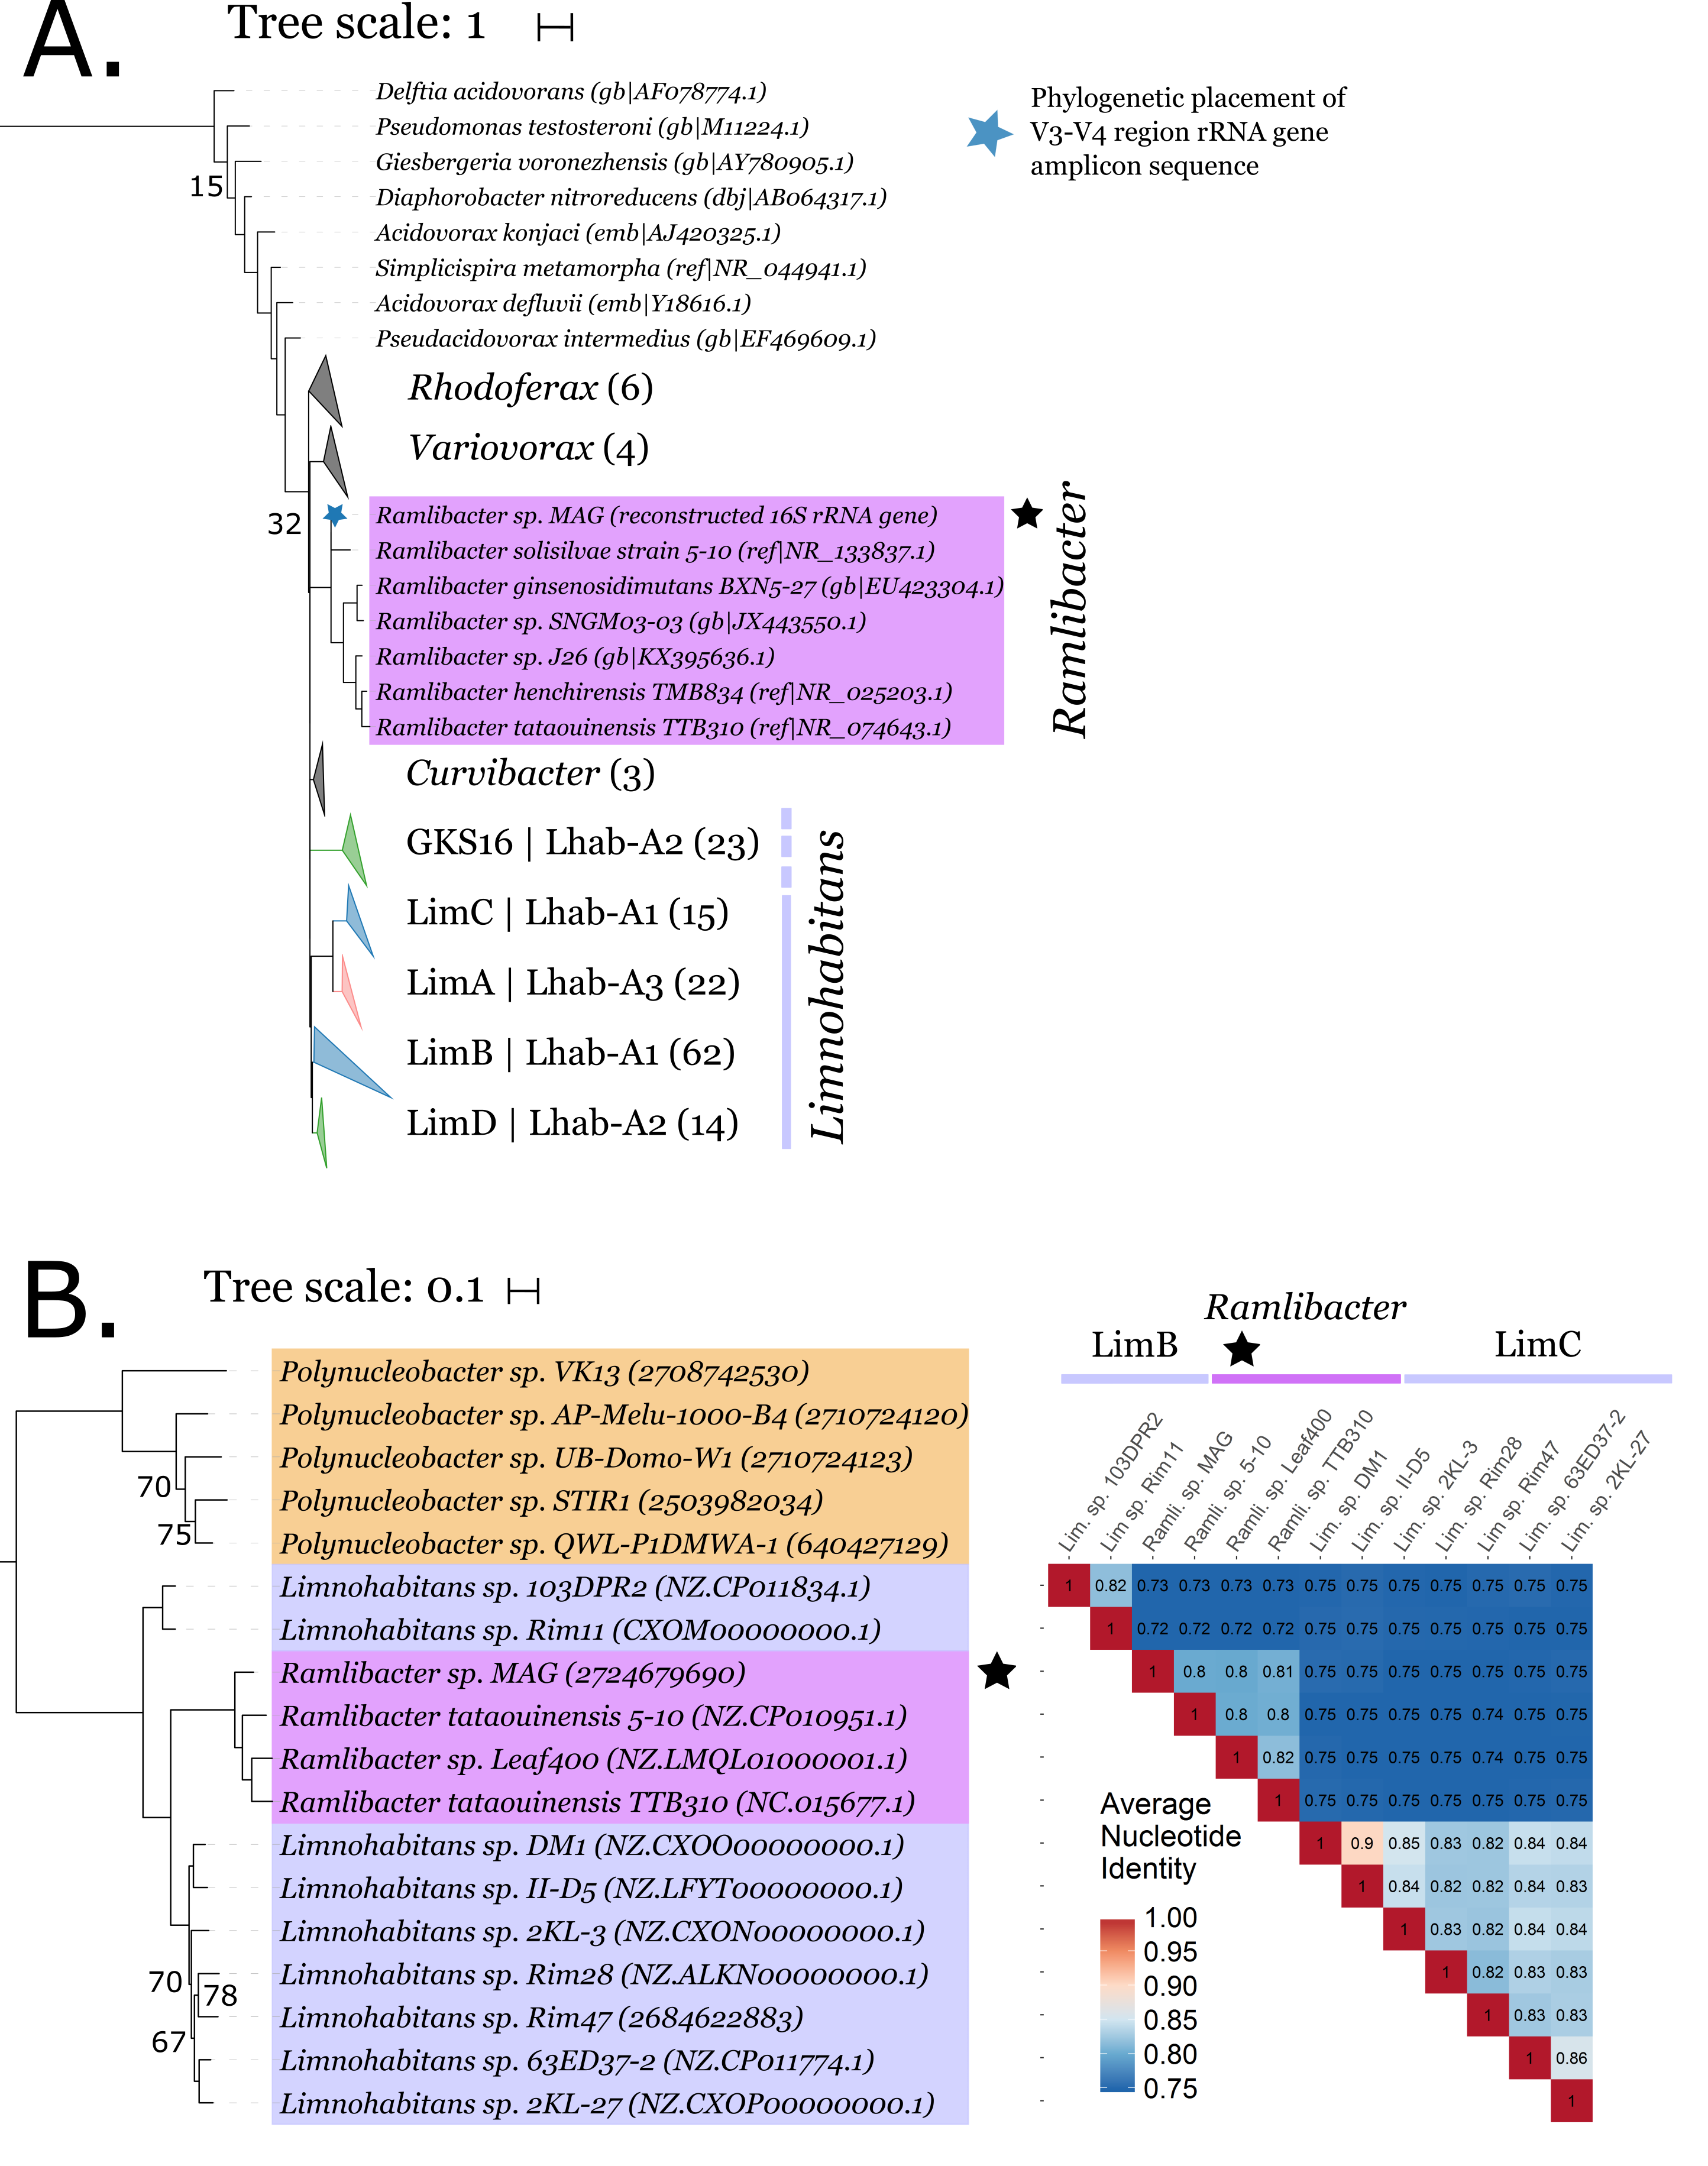 A.
Tree scale: 1
Delftia acidovorans (gb|AF078774.1)
Pseudomonas testosteroni (gb|M11224.1)
Giesbergeria voronezhensis (gb|AY780905.1)
15
Diaphorobacter nitroreducens (dbj|AB064317.1)
Acidovorax konjaci (emb|AJ420325.1)
Simplicispira metamorpha (ref|NR_044941.1)
Acidovorax defluvii (emb|Y18616.1)
Pseudacidovorax intermedius (gb|EF469609.1)
Phylogenetic placement of
V3-V4 region rRNA gene
amplicon sequence
Rhodoferax (6)
Variovorax (4)
32
Ramlibacter sp. MAG (reconstructed 16S rRNA gene)
Ramlibacter solisilvae strain 5-10 (ref|NR_133837.1)
Ramlibacter ginsenosidimutans BXN5-27 (gb|EU423304.1)
Ramlibacter sp. SNGM03-03 (gb|JX443550.1)
Ramlibacter sp. J26 (gb|KX395636.1)
Ramlibacter henchirensis TMB834 (ref|NR_025203.1)
Ramlibacter tataouinensis TTB310 (ref|NR_074643.1)
Ramlibacter
Curvibacter (3)
GKS16 | Lhab-A2 (23)
LimC | Lhab-A1 (15)
LimA | Lhab-A3 (22)
LimB | Lhab-A1 (62)
LimD | Lhab-A2 (14)
Limnohabitans
B.
Tree scale: 0.1
Polynucleobacter sp. VK13 (2708742530)
Polynucleobacter sp. AP-Melu-1000-B4 (2710724120)
Polynucleobacter sp. UB-Domo-W1 (2710724123)
70
Polynucleobacter sp. STIR1 (2503982034)
75
Polynucleobacter sp. QWL-P1DMWA-1 (640427129)
Limnohabitans sp. 103DPR2 (NZ.CP011834.1)
Limnohabitans sp. Rim11 (CXOM00000000.1)
Ramlibacter sp. MAG (2724679690)
Ramlibacter tataouinensis 5-10 (NZ.CP010951.1)
Ramlibacter sp. Leaf400 (NZ.LMQL01000001.1)
Ramlibacter tataouinensis TTB310 (NC.015677.1)
Limnohabitans sp. DM1 (NZ.CXOO00000000.1)
Limnohabitans sp. II-D5 (NZ.LFYT00000000.1)
Limnohabitans sp. 2KL-3 (NZ.CXON00000000.1)
70
Limnohabitans sp. Rim28 (NZ.ALKN00000000.1)
78
Limnohabitans sp. Rim47 (2684622883)
67
Limnohabitans sp. 63ED37-2 (NZ.CP011774.1)
Limnohabitans sp. 2KL-27 (NZ.CXOP00000000.1)
Ramlibacter
LimB
LimC
Lim. sp. 103DPR2
Lim sp. Rim11
Ramli. sp. MAG
Ramli. sp. 5-10
Ramli. sp. Leaf400
Ramli. sp. TTB310
Lim. sp. DM1
Lim. sp. II-D5
Lim. sp. 2KL-3
Lim. sp. Rim28
Lim sp. Rim47
Lim. sp. 63ED37-2
Lim. sp. 2KL-27
1 0.82 0.73 0.73 0.73 0.73 0.75 0.75 0.75 0.75 0.75 0.75 0.75
1 0.72 0.72 0.72 0.72 0.75 0.75 0.75 0.75 0.75 0.75 0.75
1 0.8 0.8 0.81 0.75 0.75 0.75 0.75 0.75 0.75 0.75
1 0.8 0.8 0.75 0.75 0.75 0.75 0.74 0.75 0.75
1 0.82 0.75 0.75 0.75 0.75 0.74 0.75 0.75
1 0.75 0.75 0.75 0.75 0.75 0.75 0.75
1 0.9 0.85 0.83 0.82 0.84 0.84
1 0.84 0.82 0.82 0.84 0.83
1 0.83 0.82 0.84 0.84
1 0.82 0.83 0.83
1 0.83 0.83
1 0.86
1
Average
Nucleotide
Identity
1.00
0.95
0.90
0.85
0.80
0.75